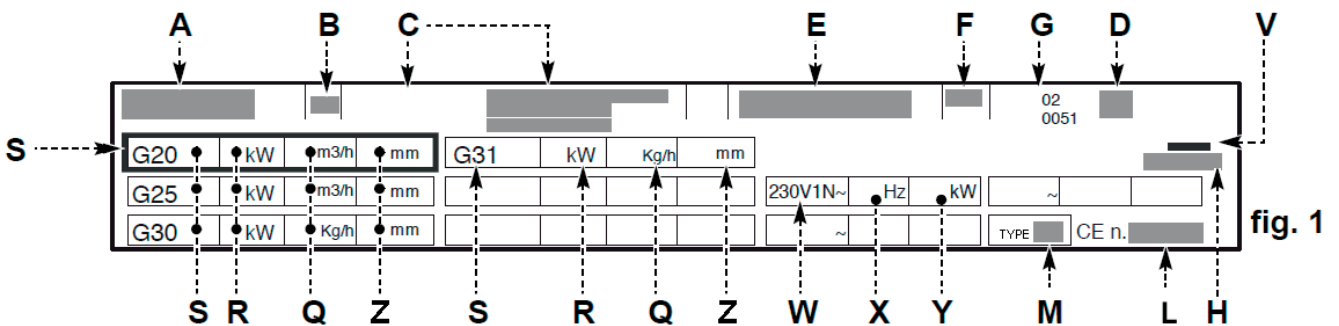 A B C E F G D V
02
0051
S G20 kW m3/h mm G31 kW Kg/h mm
G25 kW m3/h mm 230V1N~ Hz kW ~
G30 kW Kg/h mm ~ TYPE CE n. fig. 1
S R Q Z S R Q Z W X Y M L H